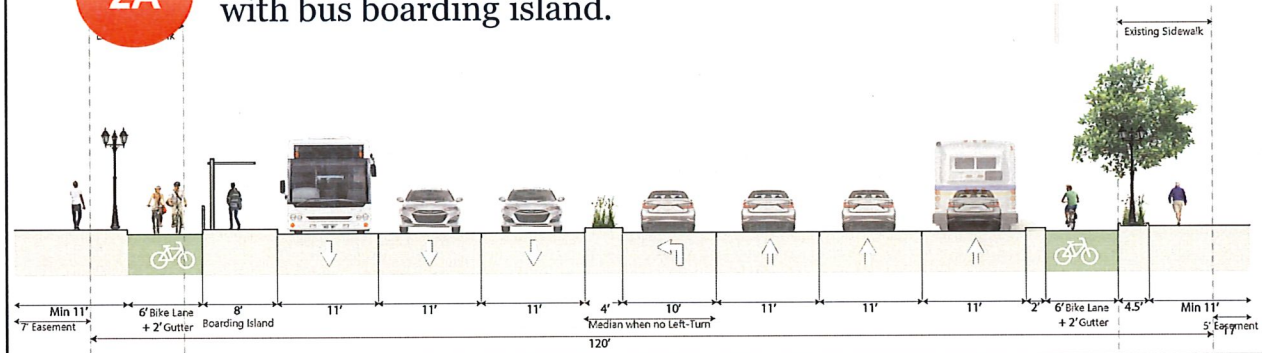 2A
with bus boarding island.
Existing Sidewalk
Min 11'
6' Bike Lane
+ 2' Gutter
8'
Boarding Island
11'
11'
11'
4'
10'
Median when no Left-Turn
11'
11'
11'
2'
6' Bike Lane
+ 2' Gutter
4.5'
Min 11'
7' Easement
5' Easement
120'